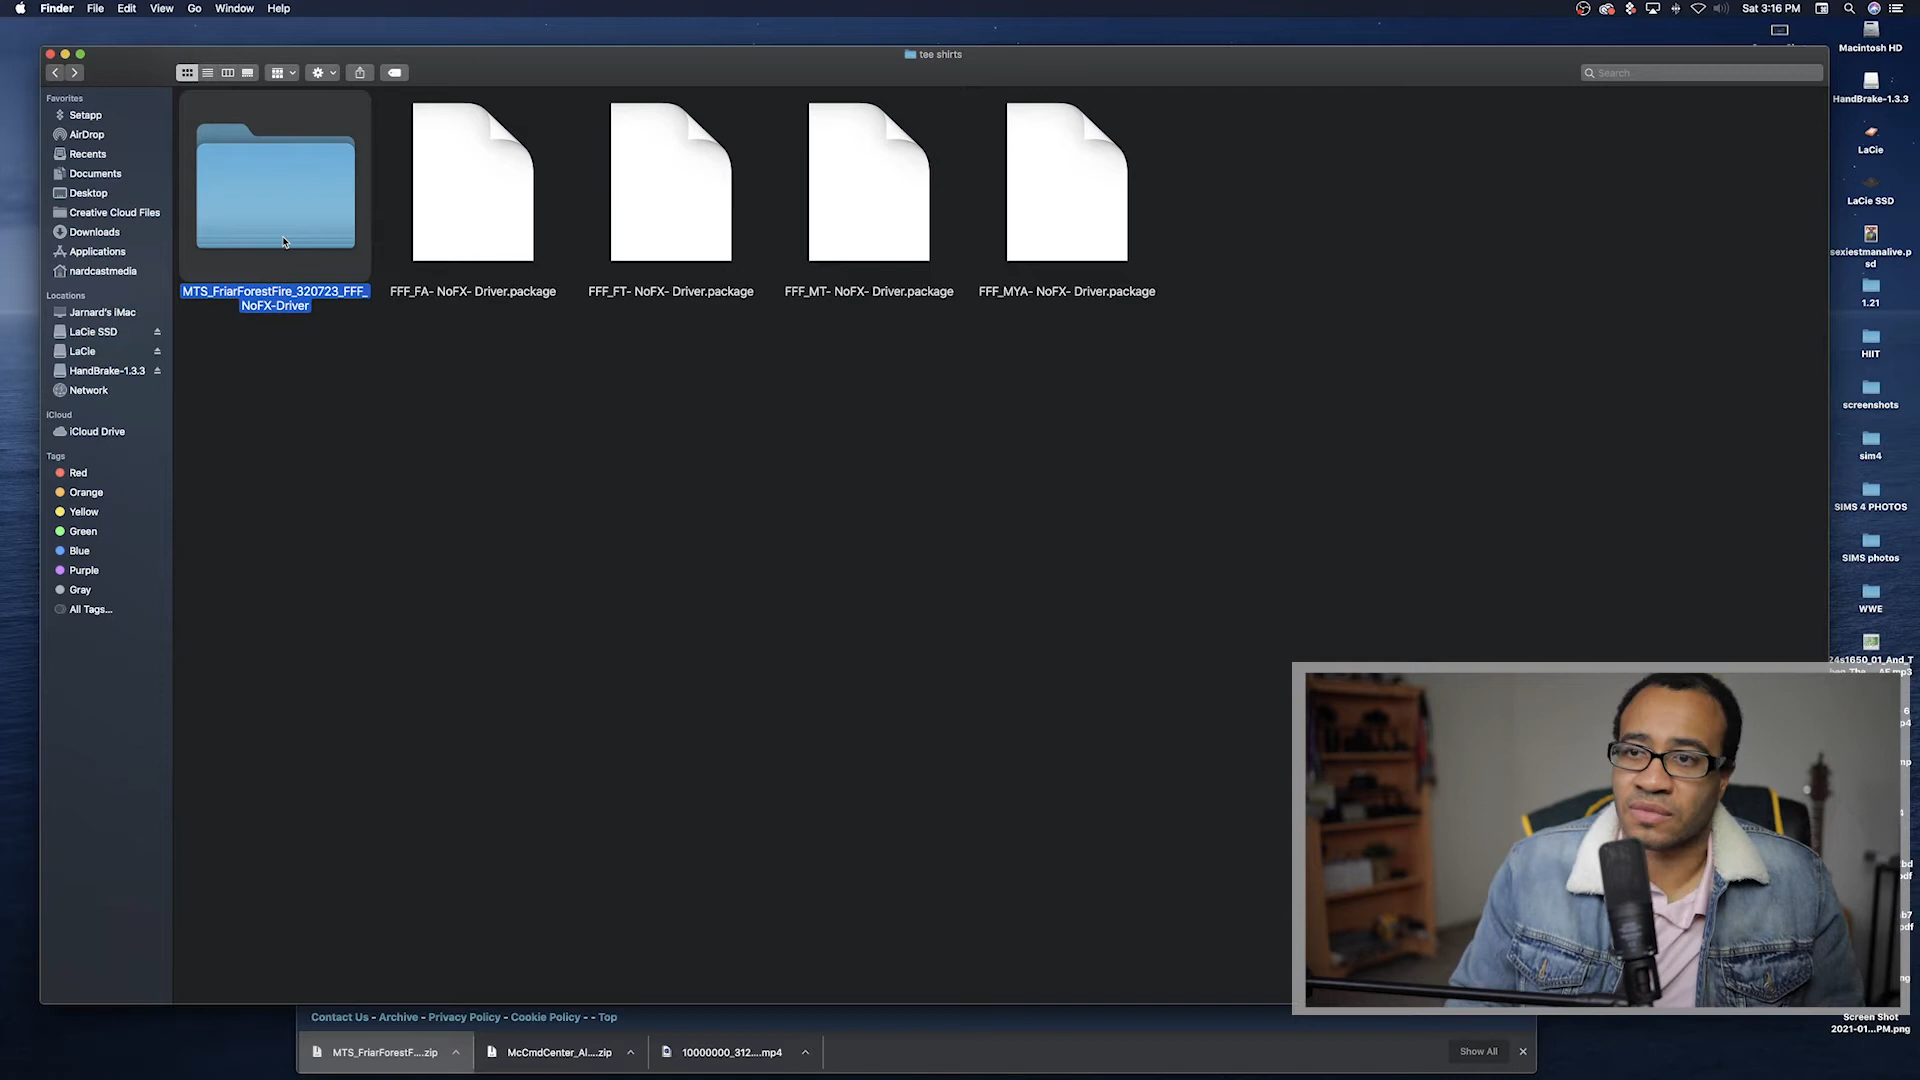 Finder File Edit View Go Window Help
Sat 3:16 PM
tee shirts
Search
Favorites
Setapp
AirDrop
Recents
Documents
Desktop
Creative Cloud Files
Downloads
Applications
nardcastmedia
Locations
Jarnard's iMac
LaCie SSD
LaCie
HandBrake-1.3.3
Network
iCloud
iCloud Drive
Tags
Red
Orange
Yellow
Green
Blue
Purple
Gray
All Tags...
MTS_FriarForestFire_320723_FFF_
NoFX-Driver
FFF_FA- NoFX- Driver.package
FFF_FT- NoFX- Driver.package
FFF_MT- NoFX- Driver.package
FFF_MYA- NoFX- Driver.package
Macintosh HD
HandBrake-1.3.3
LaCie
LaCie SSD
sexiestmanalive.p
sd
1.21
HIIT
screenshots
sim4
SIMS 4 PHOTOS
SIMS photos
WWE
24s1650_01_And_T
AF.mp3
Screen Shot
2021-01...PM.png
Contact Us - Archive - Privacy Policy - Cookie Policy - - Top
MTS_FriarForestF....zip
McCmdCenter_Al....zip
10000000_312....mp4
Show All